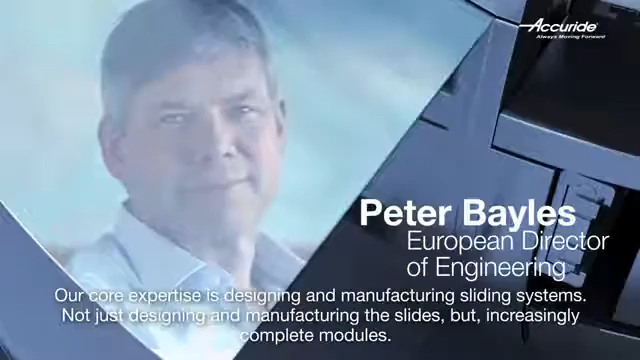 Accuride
Always Moving Forward
Peter Bayles
European Director
of Engineering
Our core expertise is designing and manufacturing sliding systems.
Not just designing and manufacturing the slides, but, increasingly
complete modules.